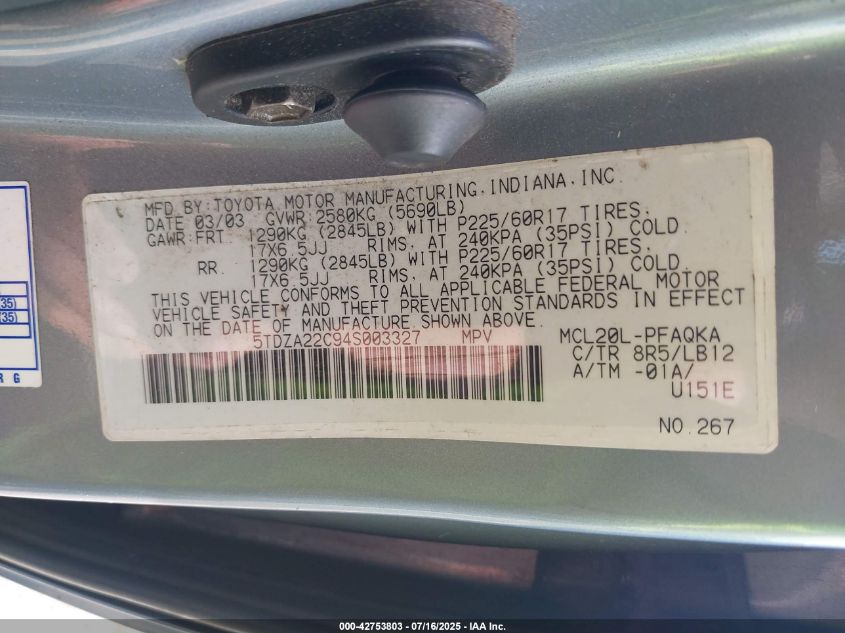 MFD.BY:TOYOTA MOTOR MANUFACTURING.INDIANA.INC
DATE 03/03 GVWR:2580KG (5690LB)
GAWR:FRT. 1290KG (2845LB) WITH P225/60R17 TIRES.
17X6.5JJ RIMS, AT 240KPA (35PSI) COLD.
RR. 1290KG (2845LB) WITH P225/60R17 TIRES.
17X6.5JJ RIMS, AT 240KPA (35PSI) COLD.
THIS VEHICLE CONFORMS TO ALL APPLICABLE FEDERAL MOTOR
VEHICLE SAFETY AND THEFT PREVENTION STANDARDS IN EFFECT
ON THE DATE OF MANUFACTURE SHOWN ABOVE.
5TDZA22C94S003327 MPV MCL20L-PFAQKA
C/TR 8R5/LB12
A/TM -01A/
U151E
NO.267
35)
35)
R G
000-42753803 - 07/16/2025 - IAA Inc.